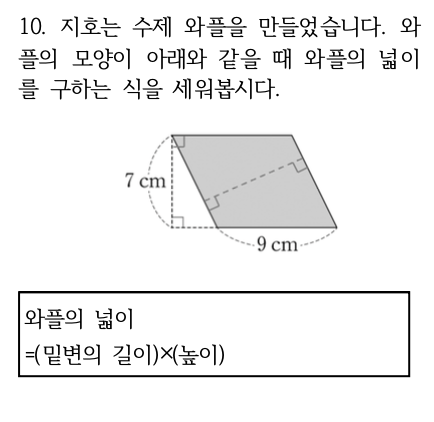 10. 지호는 수제 와플을 만들었습니다. 와
플의 모양이 아래와 같을 때 와플의 넓이
를 구하는 식을 세워봅시다.
7 cm
9 cm
와플의 넓이
=(밑변의 길이)×(높이)